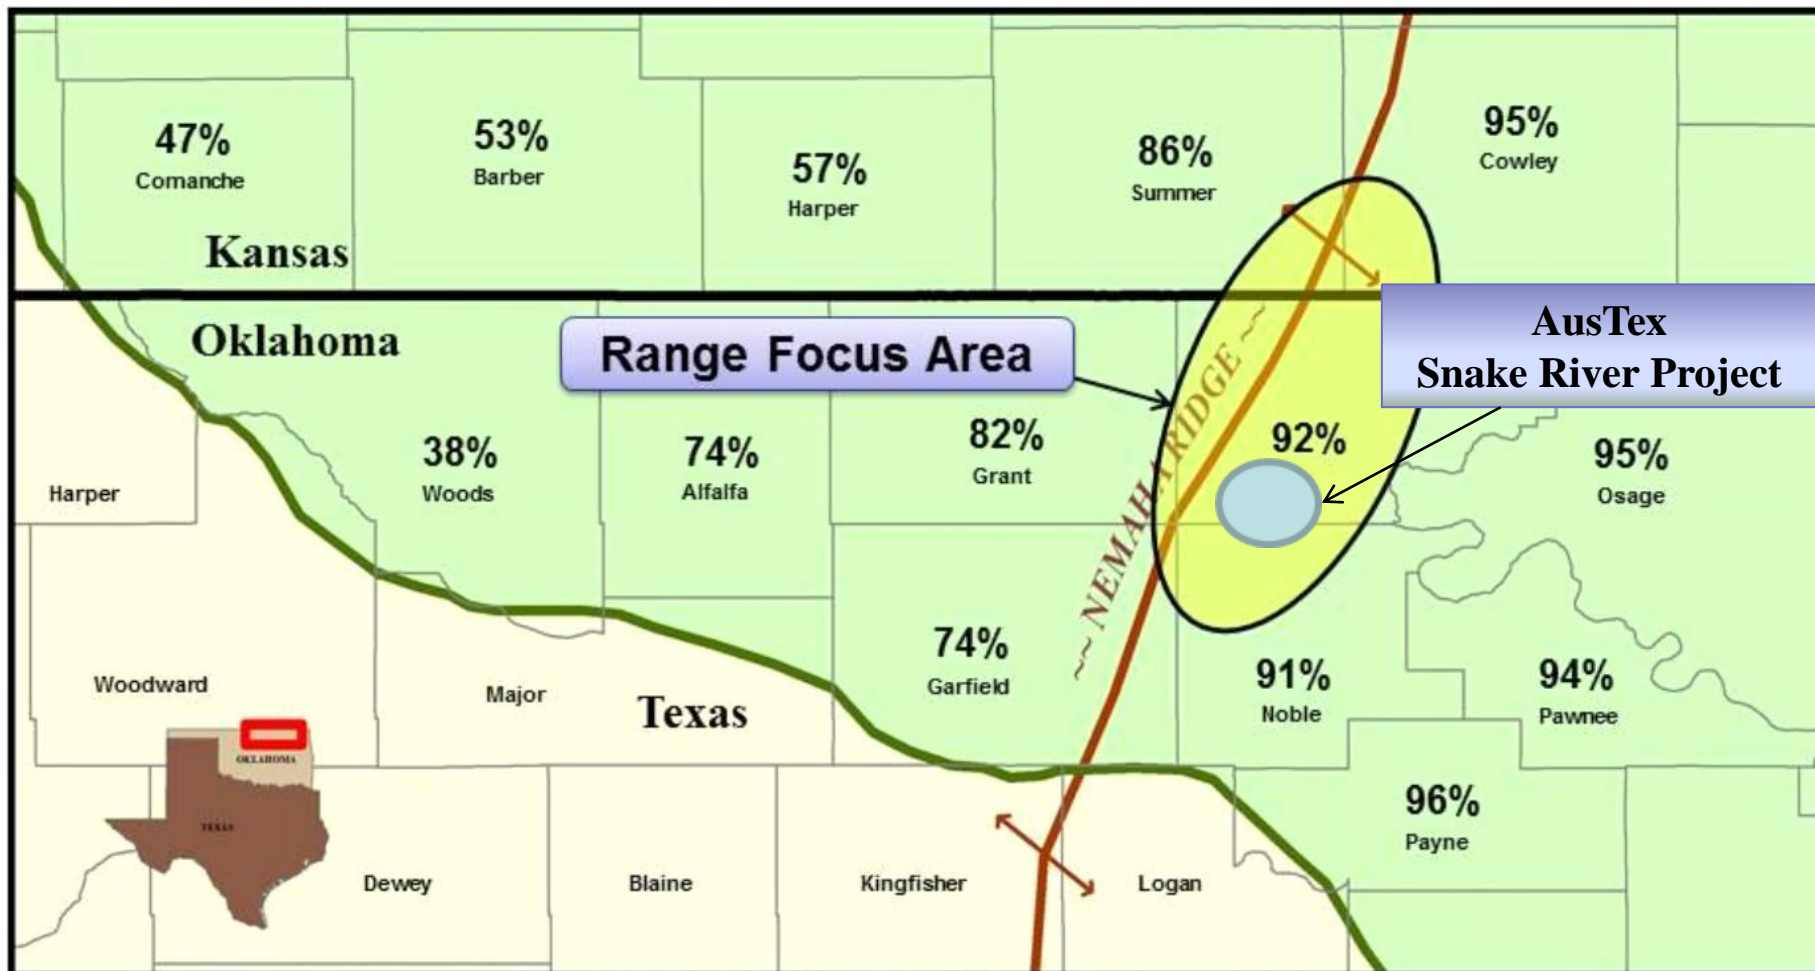 47%
Comanche
53%
Barber
57%
Harper
86%
Summer
95%
Cowley
Kansas
Oklahoma
Range Focus Area
AusTex
Snake River Project
~~ NEMAHA RIDGE ~~
38%
Woods
74%
Alfalfa
82%
Grant
92%
95%
Osage
Harper
74%
Garfield
91%
Noble
94%
Pawnee
Woodward
Major
Texas
OKLAHOMA
TEXAS
96%
Payne
Dewey
Blaine
Kingfisher
Logan